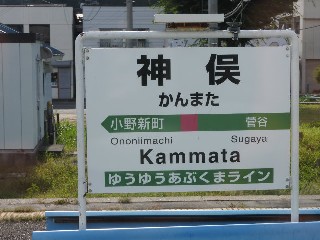 神俣
かんまた
小野新町 菅谷
Ononiimachi Sugaya
Kammata
ゆうゆうあぶくまライン